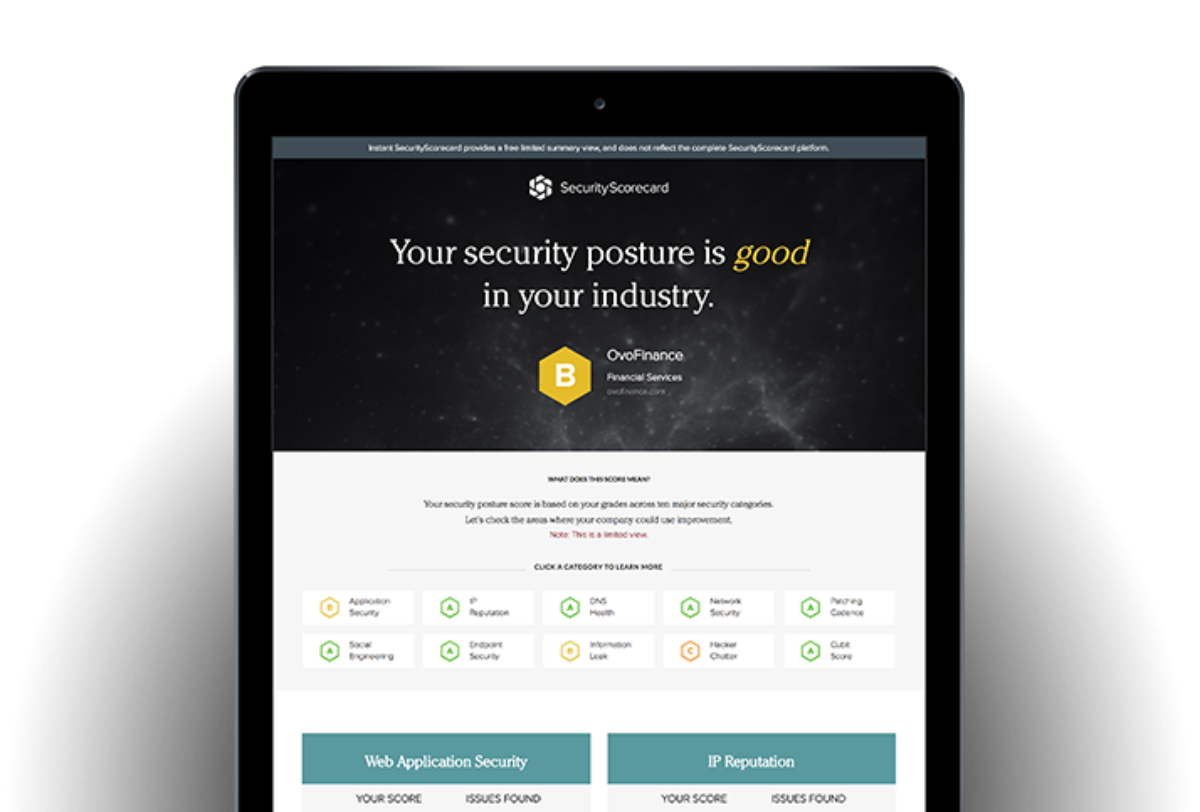 Instant SecurityScorecard provides a free limited summary view, and does not reflect the complete SecurityScorecard platform.
SecurityScorecard
Your security posture is good
in your industry.
B
OvoFinance
Financial Services
ovofinance.com
WHAT DOES THIS SCORE MEAN?
Your security posture score is based on your grades across ten major security categories.
Let's check the areas where your company could use improvement.
Note: This is a limited view.
CLICK A CATEGORY TO LEARN MORE
B Application
Security
A IP
Reputation
A DNS
Health
A Network
Security
A Patching
Cadence
A Social
Engineering
A Endpoint
Security
B Information
Leak
C Hacker
Chatter
A Cubit
Score
Web Application Security
IP Reputation
YOUR SCORE ISSUES FOUND
YOUR SCORE ISSUES FOUND